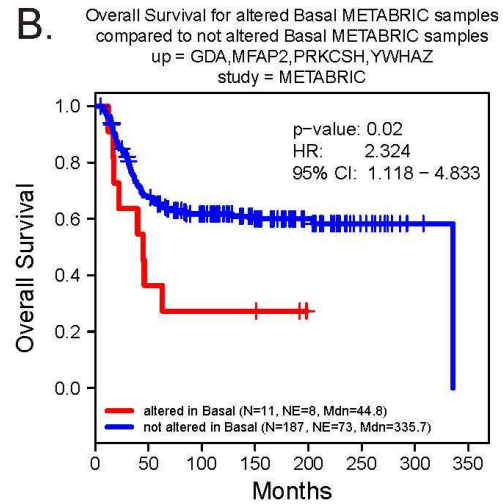 B.
Overall Survival for altered Basal METABRIC samples
compared to not altered Basal METABRIC samples
up = GDA,MFAP2,PRKCSH,YWHAZ
study = METABRIC
p-value: 0.02
HR: 2.324
95% CI: 1.118 – 4.833
Overall Survival
1.0
0.8
0.6
0.4
0.2
0.0
altered in Basal (N=11, NE=8, Mdn=44.8)
not altered in Basal (N=187, NE=73, Mdn=335.7)
0 50 100 150 200 250 300 350
Months